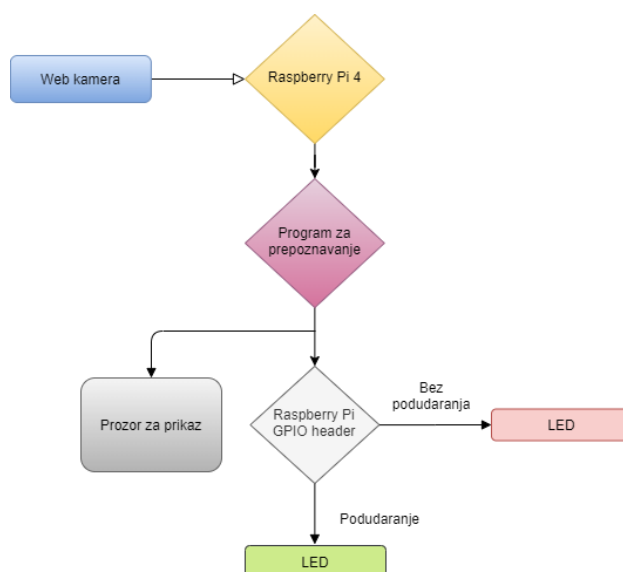 Web kamera
Raspberry Pi 4
Program za
prepoznavanje
Prozor za prikaz
Raspberry Pi
GPIO header
Bez
podudaranja
LED
Podudaranje
LED